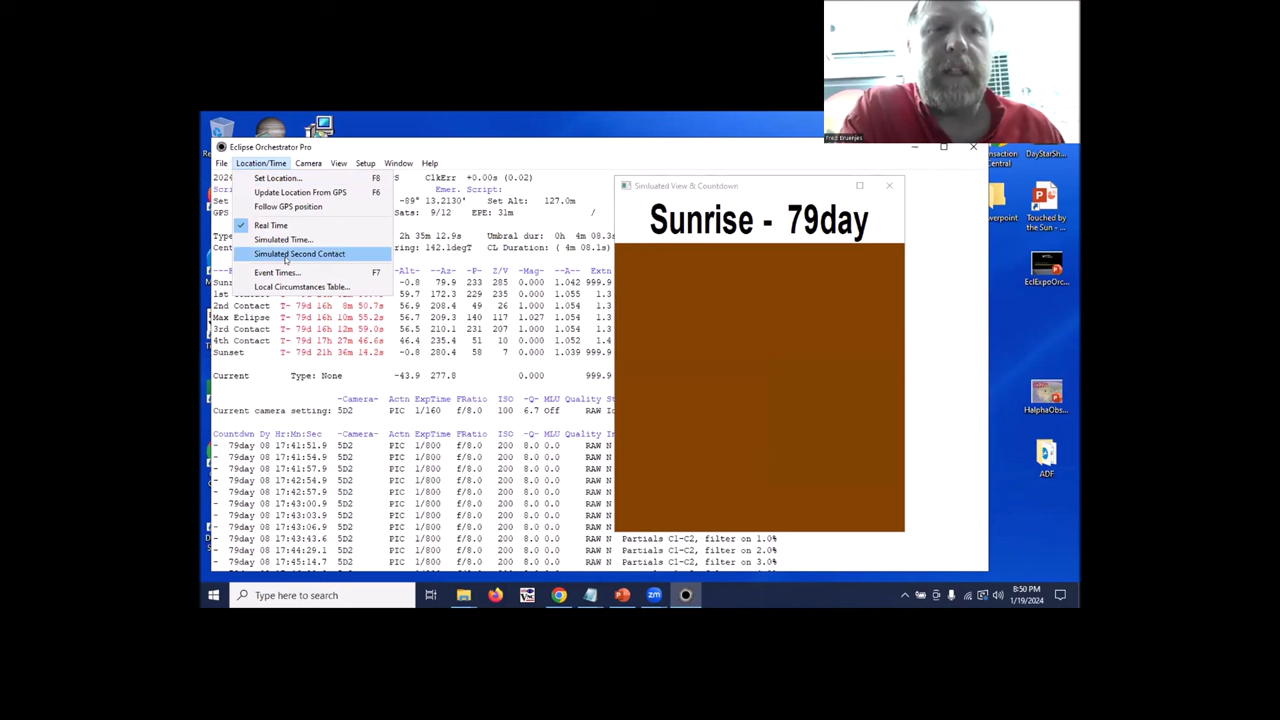 Fred Bruenjes
Eclipse Orchestrator Pro
File Location/Time Camera View Setup Window Help
Set Location... F8
Update Location From GPS F6
Follow GPS position
Real Time
Simulated Time...
Simulated Second Contact
Event Times... F7
Local Circumstances Table...
2024 S ClkErr +0.00s (0.02)
Scri Emer. Script:
Set -89° 13.2130' Set Alt: 127.0m
GPS Sats: 9/12 EPE: 31m /
Type 2h 35m 12.9s Umbral dur: 0h 4m 08.3s
Cent ring: 142.1degT CL Duration: ( 4m 08.1s)
-Alt- --Az- -P- Z/V -Mag- --A-- Extn
Sun -0.8 79.9 233 285 0.000 1.042 999.9
1st 59.7 172.3 229 235 0.000 1.055 1.3
2nd Contact T- 79d 16h 8m 50.7s 56.9 208.4 49 26 1.000 1.054 1.3
Max Eclipse T- 79d 16h 10m 55.2s 56.7 209.3 140 117 1.027 1.054 1.3
3rd Contact T- 79d 16h 12m 59.0s 56.5 210.1 231 207 1.000 1.054 1.3
4th Contact T- 79d 17h 27m 46.6s 46.4 235.4 51 10 0.000 1.052 1.4
Sunset T- 79d 21h 36m 14.2s -0.8 280.4 58 7 0.000 1.039 999.9
Current Type: None -43.9 277.8 0.000 999.9
-Camera- Actn ExpTime FRatio ISO -Q- MLU Quality S
Current camera setting: 5D2 PIC 1/160 f/8.0 100 6.7 Off RAW
Countdown Dy Hr:Mn:Sec -Camera- Actn ExpTime FRatio ISO -Q- MLU Quality I
- 79day 08 17:41:51.9 5D2 PIC 1/800 f/8.0 200 8.0 0.0 RAW N
- 79day 08 17:41:54.9 5D2 PIC 1/800 f/8.0 200 8.0 0.0 RAW N
- 79day 08 17:41:57.9 5D2 PIC 1/800 f/8.0 200 8.0 0.0 RAW N
- 79day 08 17:42:54.9 5D2 PIC 1/800 f/8.0 200 8.0 0.0 RAW N
- 79day 08 17:42:57.9 5D2 PIC 1/800 f/8.0 200 8.0 0.0 RAW N
- 79day 08 17:43:00.9 5D2 PIC 1/800 f/8.0 200 8.0 0.0 RAW N
- 79day 08 17:43:03.9 5D2 PIC 1/800 f/8.0 200 8.0 0.0 RAW N
- 79day 08 17:43:06.9 5D2 PIC 1/800 f/8.0 200 8.0 0.0 RAW N
- 79day 08 17:43:43.6 5D2 PIC 1/800 f/8.0 200 8.0 0.0 RAW N Partials C1-C2, filter on 1.0%
- 79day 08 17:44:29.1 5D2 PIC 1/800 f/8.0 200 8.0 0.0 RAW N Partials C1-C2, filter on 2.0%
- 79day 08 17:45:14.7 5D2 PIC 1/800 f/8.0 200 8.0 0.0 RAW N Partials C1-C2, filter on 3.0%
Simluated View & Countdown
Sunrise - 79day
Central
DayStarSh...
Touched by the Sun - ...
EclExpOrc...
HalphaObs...
ADF
Type here to search
zm
8:50 PM
1/19/2024